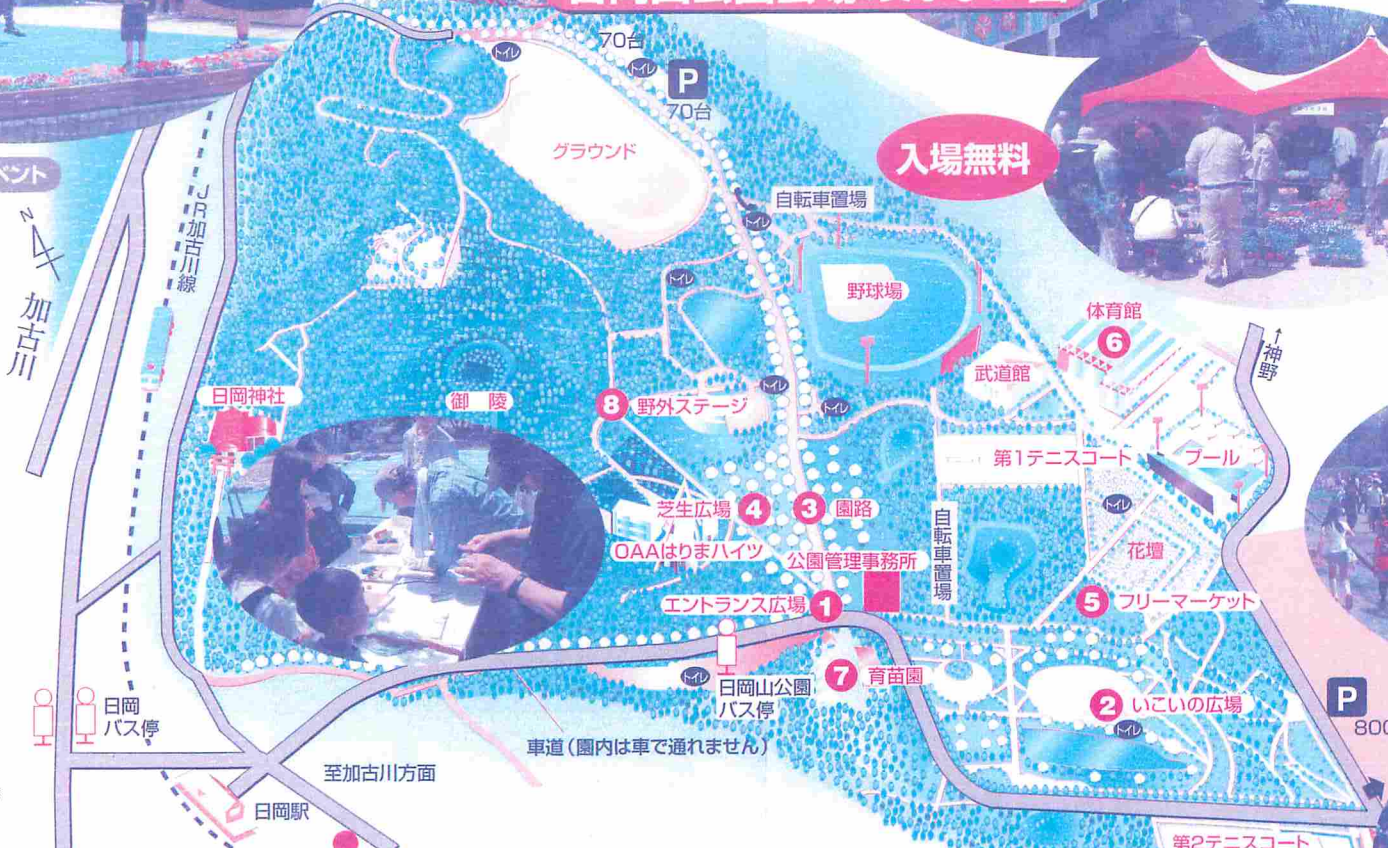 トイレ
70台
トイレ
P
70台
グラウンド
入場無料
自転車置場
トイレ
ベント
N
JR加古川線
加古川
トイレ
野球場
体育館
6
↑神野
武道館
日岡神社
御 陵
8 野外ステージ
トイレ
トイレ
第1テニスコート
プール
芝生広場 4
3 園路
トイレ
自転車置場
OAAはりまハイツ
公園管理事務所
花壇
エントランス広場 1
5 フリーマーケット
トイレ
日岡山公園
バス停
7 育苗園
P
800
2 いこいの広場
トイレ
日岡
バス停
車道(園内は車で通れません)
至加古川方面
日岡駅
第2テニスコート